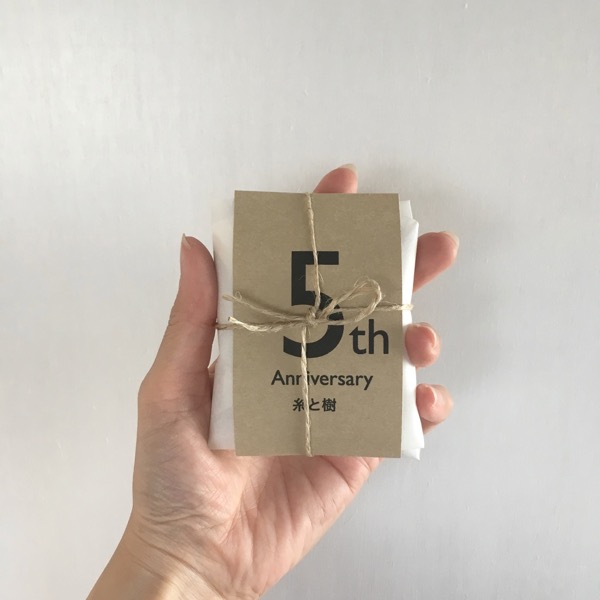 5th
Anniversary
糸と樹